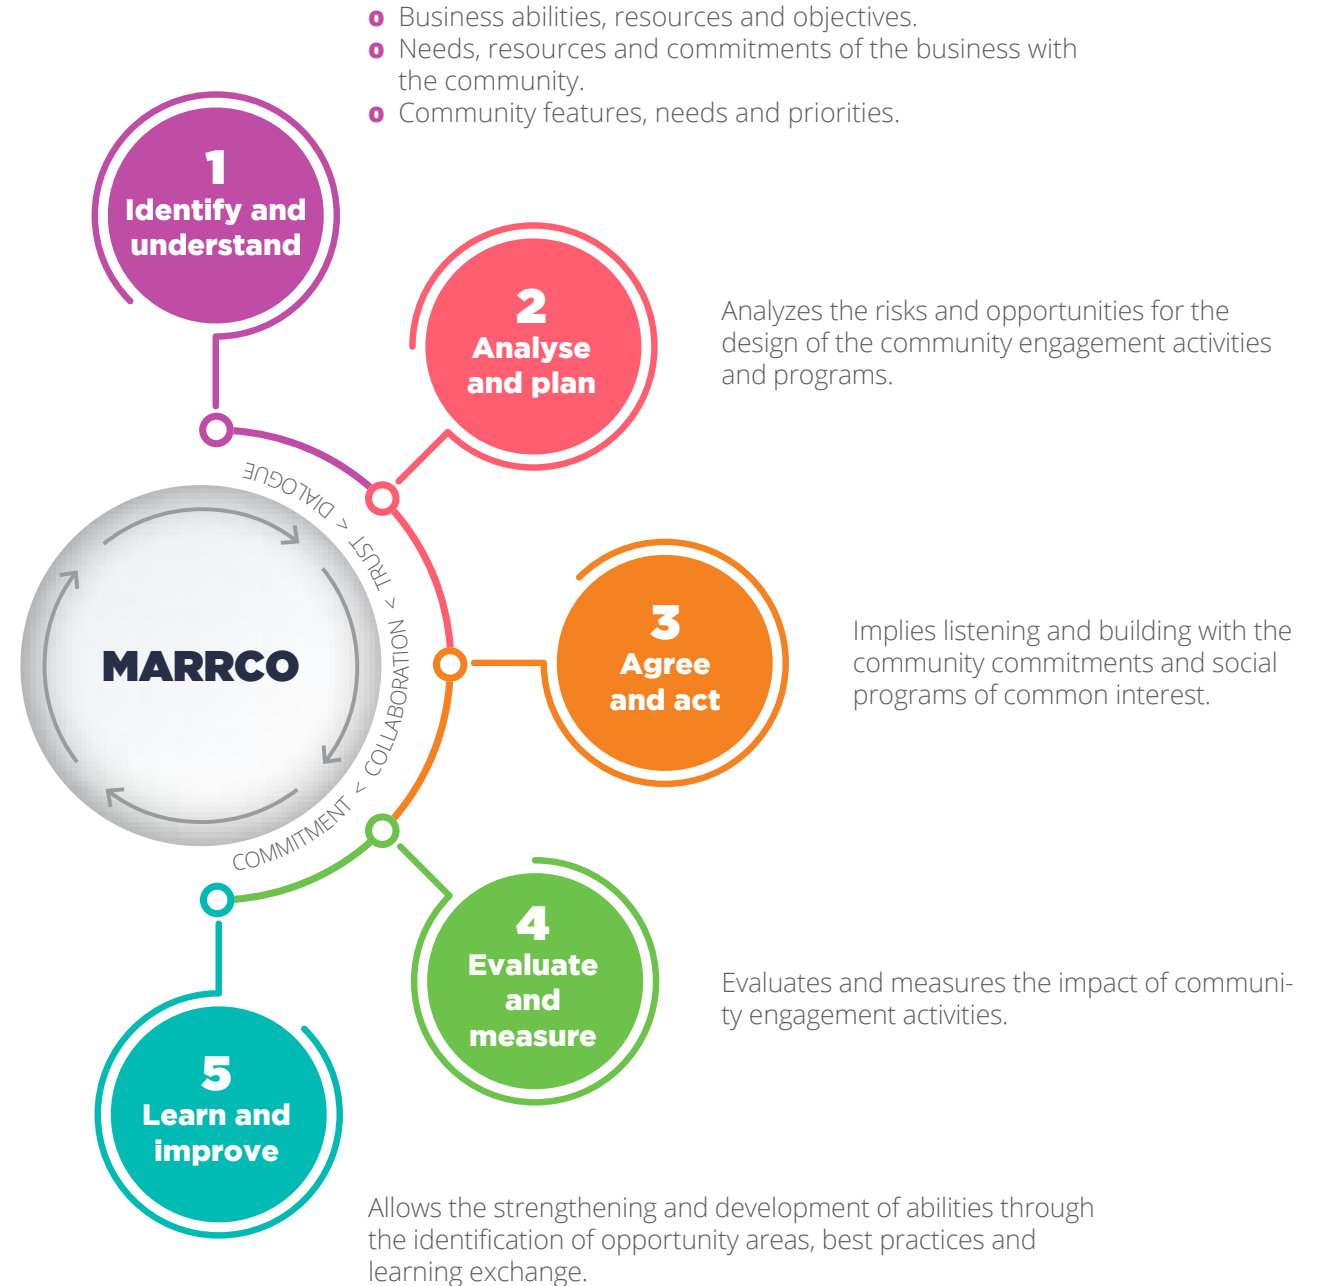 o Business abilities, resources and objectives.
o Needs, resources and commitments of the business with
the community.
o Community features, needs and priorities.
1
Identify and
understand
2
Analyse
and plan
Analyzes the risks and opportunities for the
design of the community engagement activities
and programs.
3
Agree
and act
Implies listening and building with the
community commitments and social
programs of common interest.
MARRCO
COMMITMENT < COLLABORATION < TRUST < DIALOGUE
4
Evaluate
and
measure
Evaluates and measures the impact of communi-
ty engagement activities.
5
Learn and
improve
Allows the strengthening and development of abilities through
the identification of opportunity areas, best practices and
learning exchange.